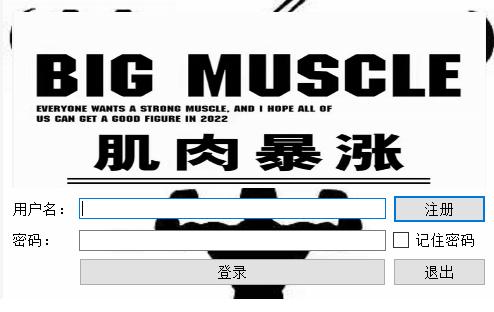 BIG MUSCLE
EVERYONE WANTS A STRONG MUSCLE, AND I HOPE ALL OF
US CAN GET A GOOD FIGURE IN 2022
肌肉暴涨
用户名： 注册
密码： 记住密码
登录 退出